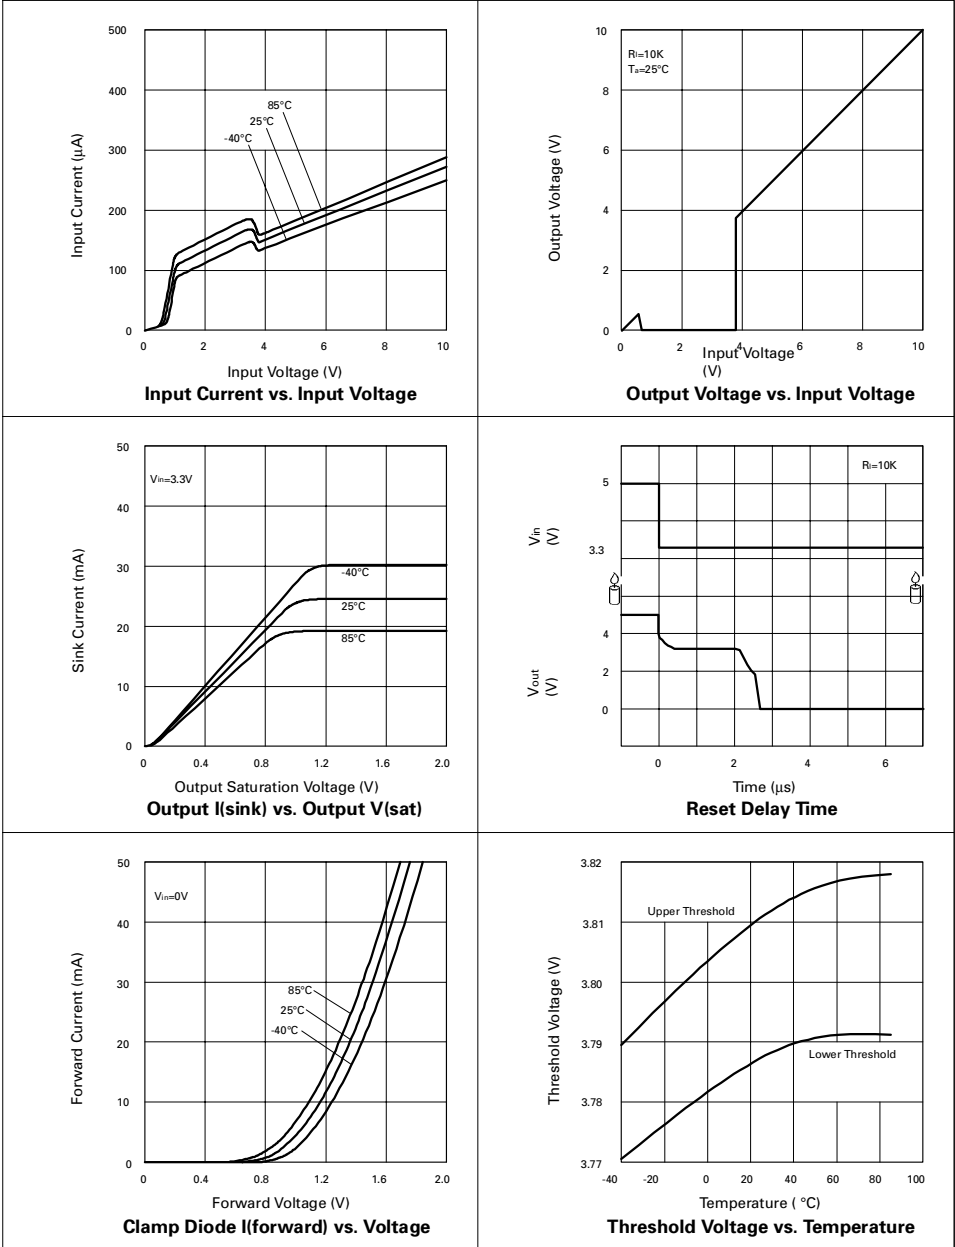 500
400
300
200
100
0
Input Current (μA)
85°C
25°C
-40°C
0 2 4 6 8 10
Input Voltage (V)
Input Current vs. Input Voltage
10
8
6
4
2
0
Output Voltage (V)
Rl=10K
Ta=25°C
0 2 4 6 8 10
Input Voltage
(V)
Output Voltage vs. Input Voltage
50
40
30
20
10
0
Sink Current (mA)
Vin=3.3V
-40°C
25°C
85°C
0 0.4 0.8 1.2 1.6 2.0
Output Saturation Voltage (V)
Output I(sink) vs. Output V(sat)
Rl=10K
5
3.3
Vin
(V)
4
2
0
Vout
(V)
0 2 4 6
Time (μs)
Reset Delay Time
50
40
30
20
10
0
Forward Current (mA)
Vin=0V
85°C
25°C
-40°C
0 0.4 0.8 1.2 1.6 2.0
Forward Voltage (V)
Clamp Diode I(forward) vs. Voltage
3.82
3.81
3.80
3.79
3.78
3.77
Threshold Voltage (V)
Upper Threshold
Lower Threshold
-40 -20 0 20 40 60 80 100
Temperature ( °C)
Threshold Voltage vs. Temperature